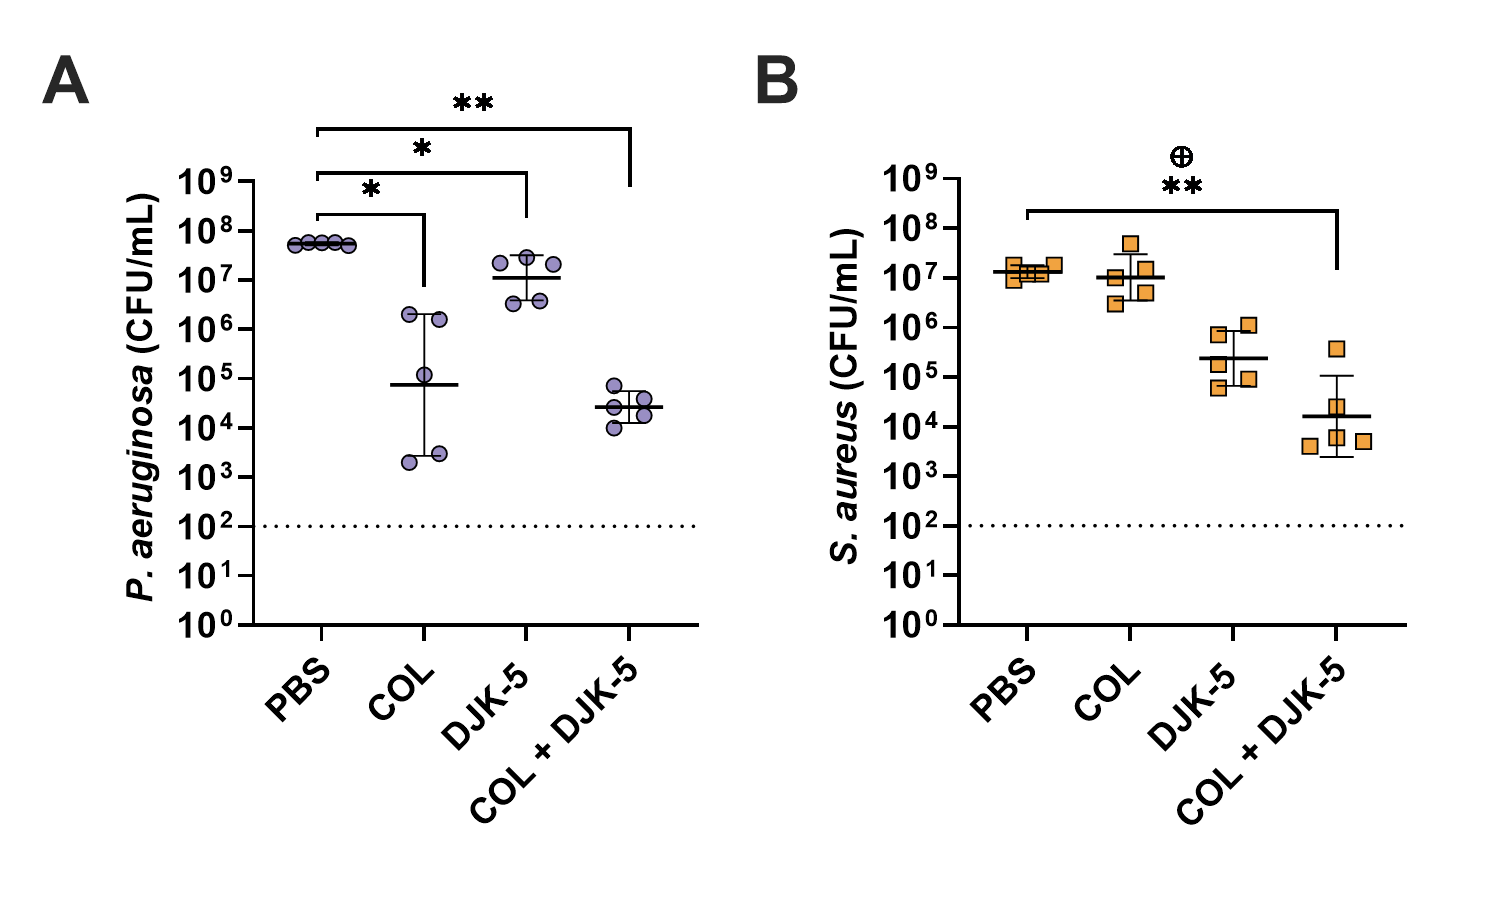 A
**
*
*
P. aeruginosa (CFU/mL)
10⁹
10⁸
10⁷
10⁶
10⁵
10⁴
10³
10²
10¹
10⁰
PBS
COL
DJK-5
COL + DJK-5
B
⊕
**
S. aureus (CFU/mL)
10⁹
10⁸
10⁷
10⁶
10⁵
10⁴
10³
10²
10¹
10⁰
PBS
COL
DJK-5
COL + DJK-5